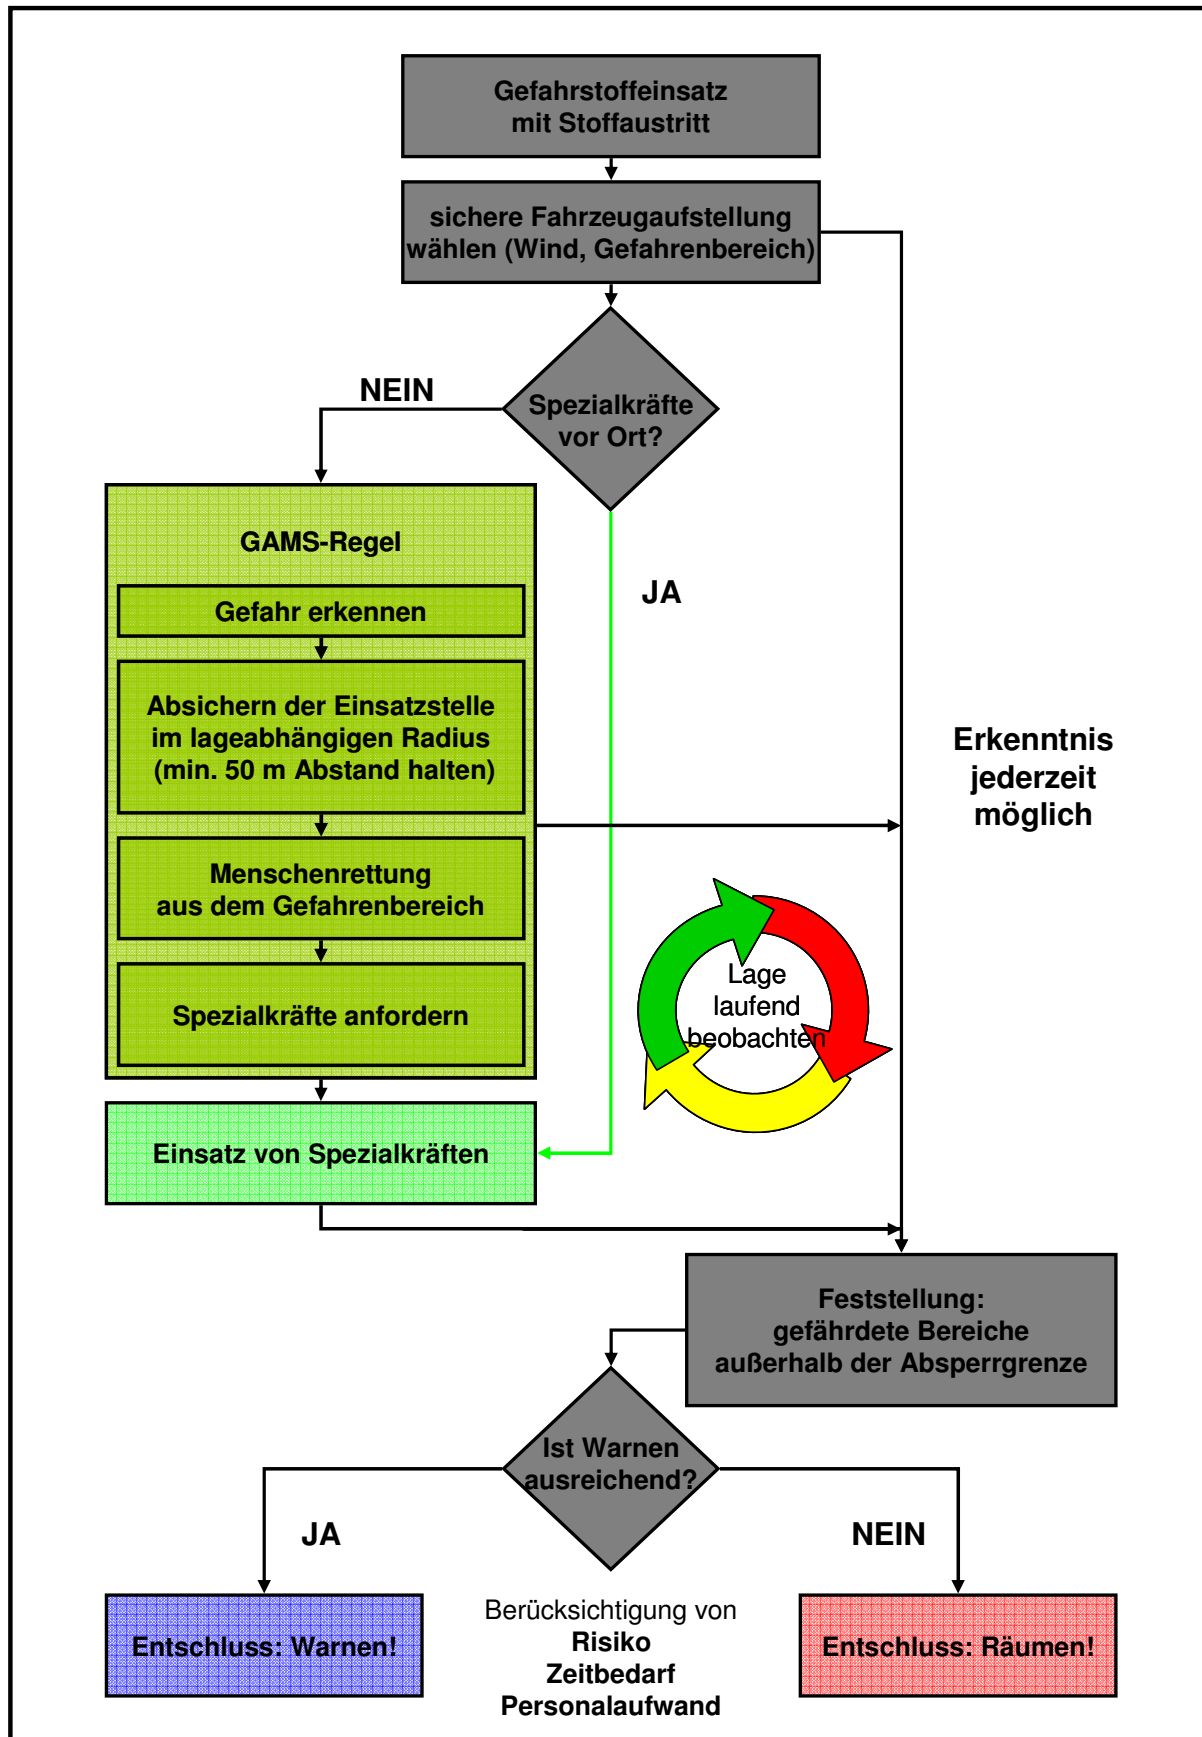 Gefahrstoffeinsatz
mit Stoffaustritt
sichere Fahrzeugaufstellung
wählen (Wind, Gefahrenbereich)
NEIN
Spezialkräfte
vor Ort?
GAMS-Regel
JA
Gefahr erkennen
Absichern der Einsatzstelle
im lageabhängigen Radius
(min. 50 m Abstand halten)
Erkenntnis
jederzeit
möglich
Menschenrettung
aus dem Gefahrenbereich
Lage
laufend
beobachten
Spezialkräfte anfordern
Einsatz von Spezialkräften
Feststellung:
gefährdete Bereiche
außerhalb der Absperrgrenze
Ist Warnen
ausreichend?
JA
NEIN
Entschluss: Warnen!
Berücksichtigung von
Risiko
Zeitbedarf
Personalaufwand
Entschluss: Räumen!